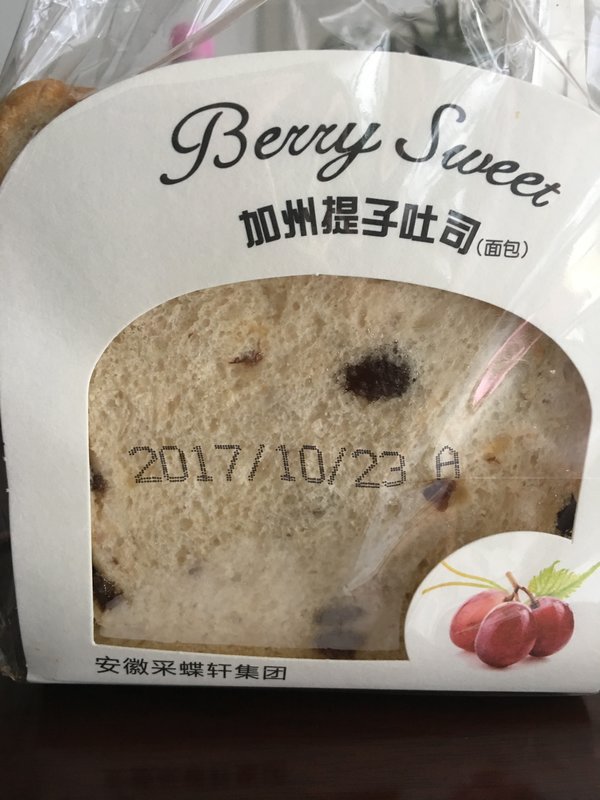 Berry Sweet
加州提子吐司(面包)
2017/10/23 A
安徽采蝶轩集团